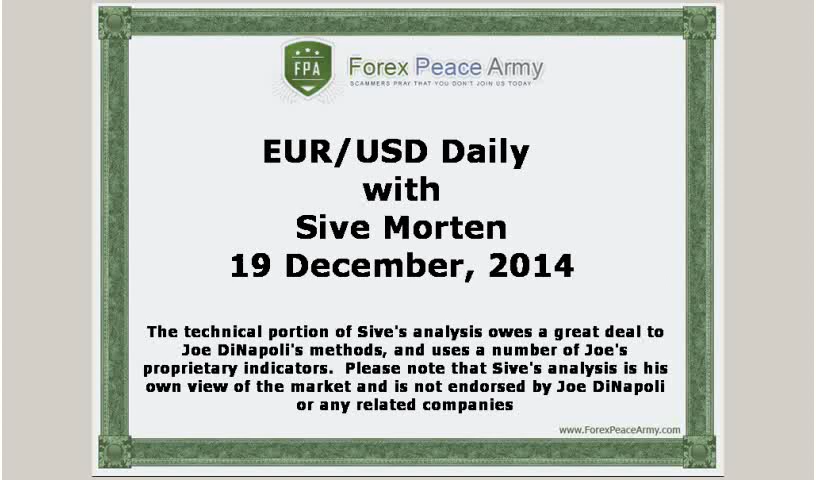 FPA
Forex Peace Army
SCAMMERS PRAY THAT YOU DON'T JOIN US TODAY
EUR/USD Daily
with
Sive Morten
19 December, 2014
The technical portion of Sive's analysis owes a great deal to
Joe DiNapoli's methods, and uses a number of Joe's
proprietary indicators. Please note that Sive's analysis is his
own view of the market and is not endorsed by Joe DiNapoli
or any related companies
www.ForexPeaceArmy.com